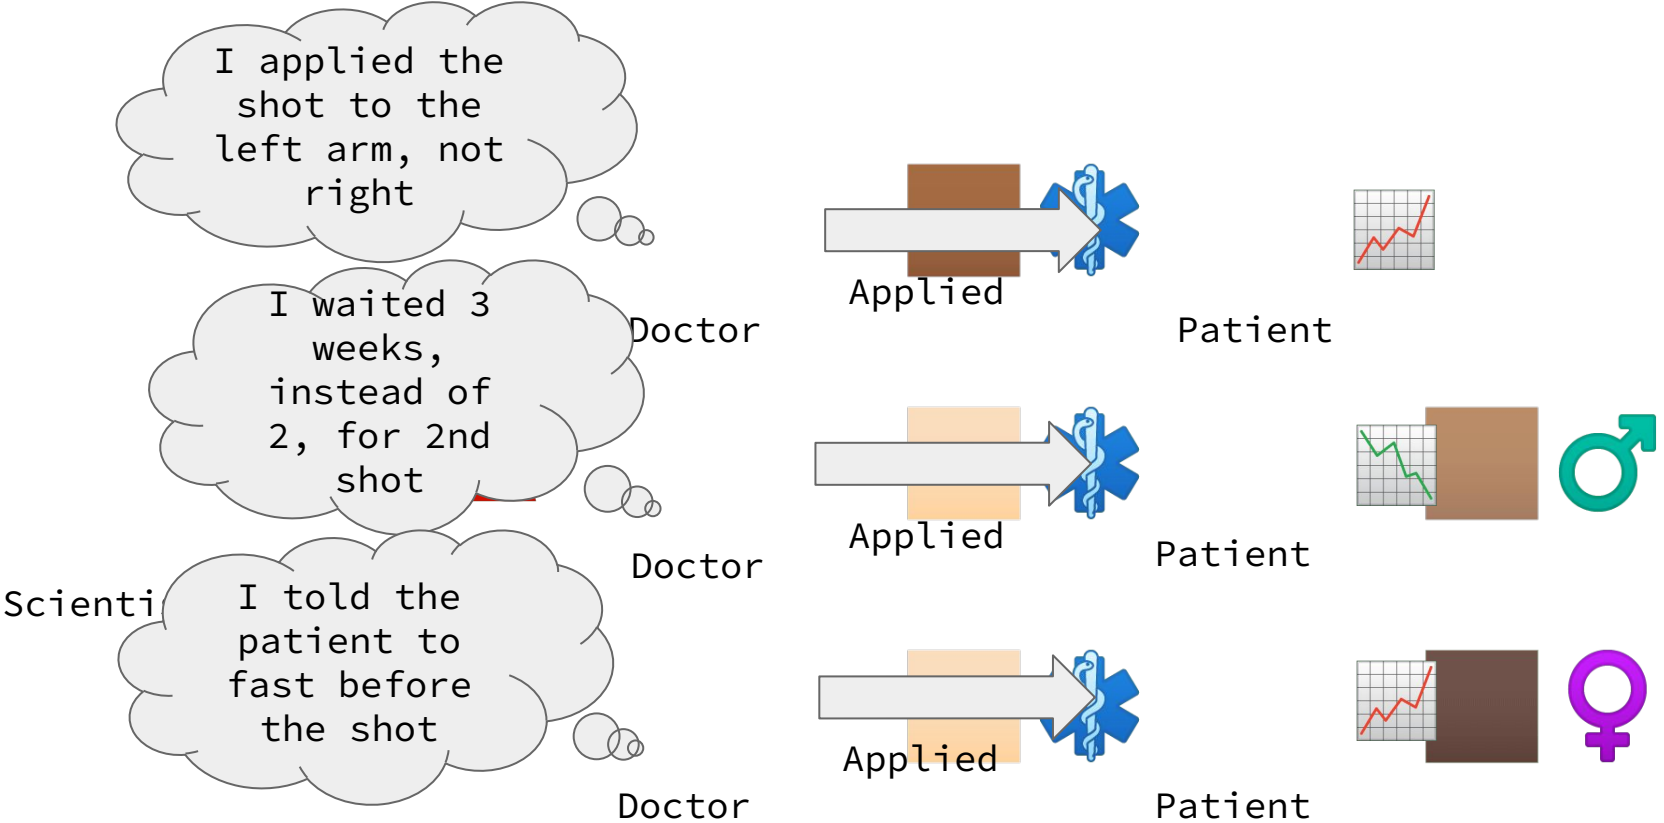 I applied the
shot to the
left arm, not
right
Applied
Doctor
Patient
I waited 3
weeks,
instead of
2, for 2nd
shot
Applied
Doctor
Patient
Scienti
I told the
patient to
fast before
the shot
Applied
Doctor
Patient